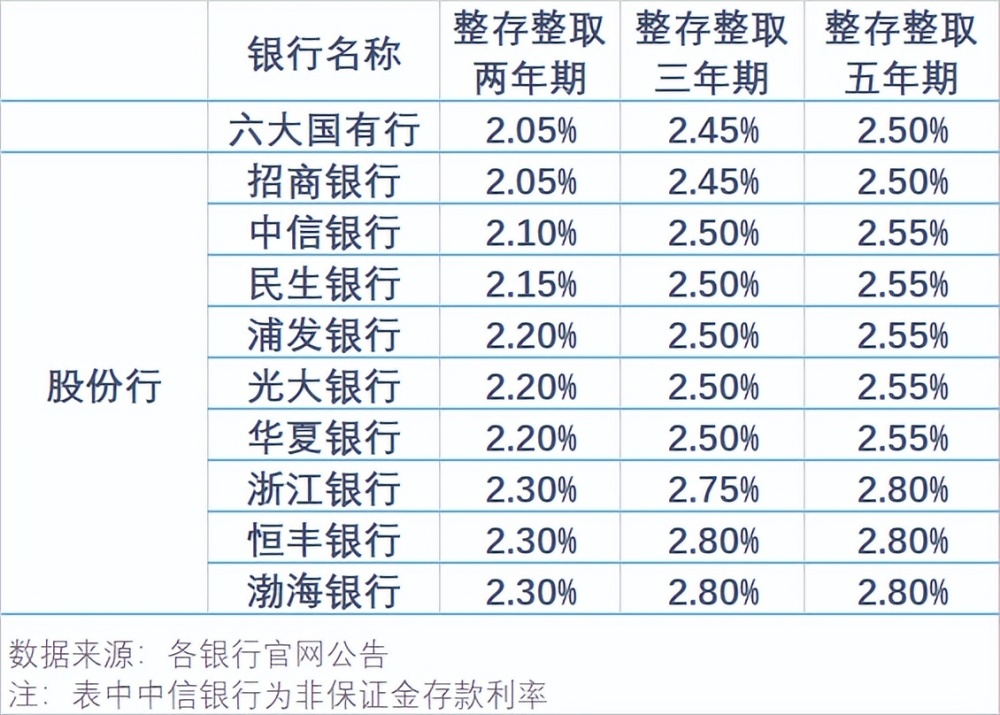 银行名称 整存整取两年期 整存整取三年期 整存整取五年期
六大国有行 2.05% 2.45% 2.50%
股份行
招商银行 2.05% 2.45% 2.50%
中信银行 2.10% 2.50% 2.55%
民生银行 2.15% 2.50% 2.55%
浦发银行 2.20% 2.50% 2.55%
光大银行 2.20% 2.50% 2.55%
华夏银行 2.20% 2.50% 2.55%
浙江银行 2.30% 2.75% 2.80%
恒丰银行 2.30% 2.80% 2.80%
渤海银行 2.30% 2.80% 2.80%
数据来源：各银行官网公告
注：表中中信银行为非保证金存款利率